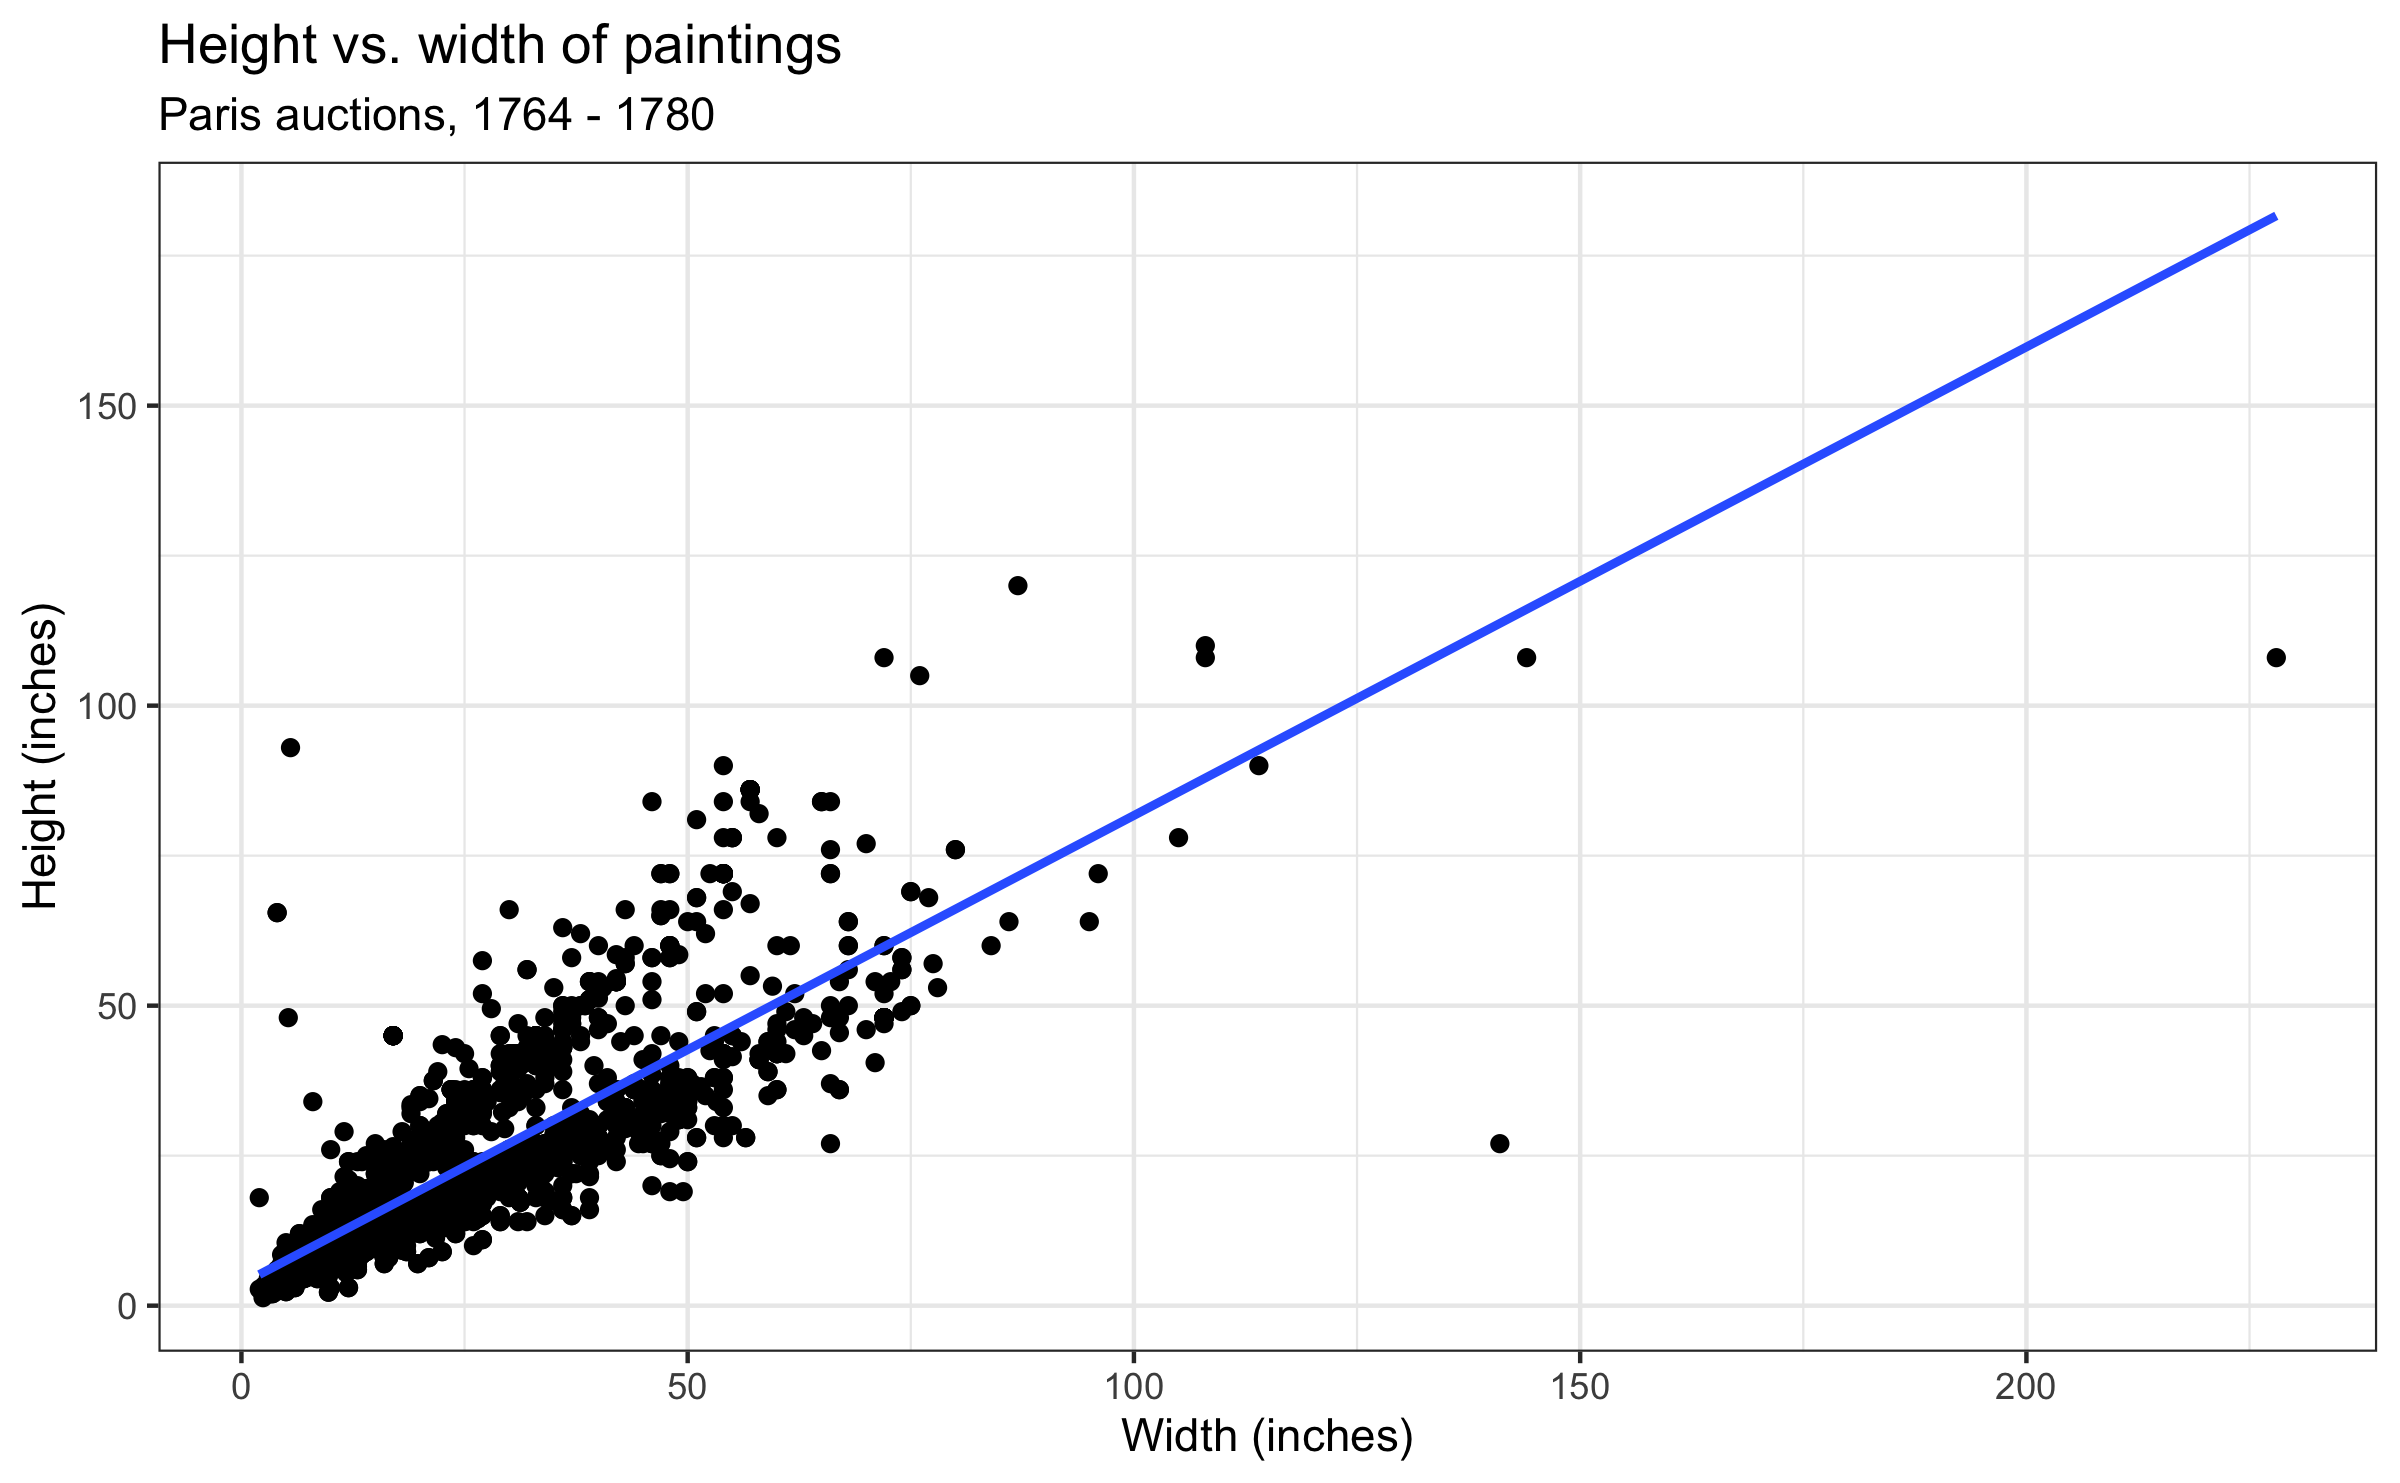 Height vs. width of paintings
Paris auctions, 1764 - 1780
Height (inches)
150
100
50
0
0 50 100 150 200
Width (inches)